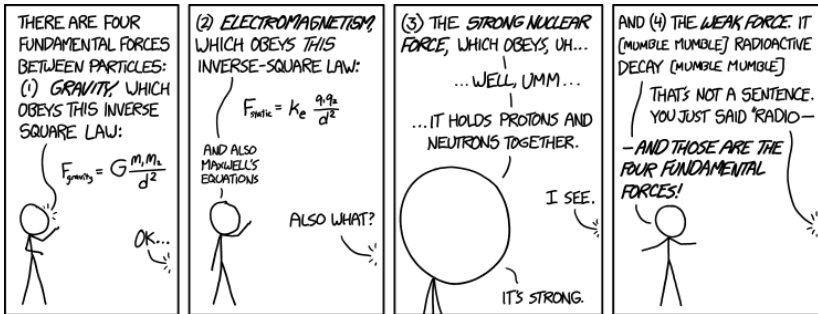 THERE ARE FOUR
FUNDAMENTAL FORCES
BETWEEN PARTICLES:
(1) GRAVITY, WHICH
OBEYS THIS INVERSE
SQUARE LAW:
F_gravity = G m₁m₂/d²
OK...
(2) ELECTROMAGNETISM,
WHICH OBEYS THIS
INVERSE-SQUARE LAW:
F_static = kₑ q₁q₂/d²
AND ALSO
MAXWELL'S
EQUATIONS
ALSO WHAT?
(3) THE STRONG NUCLEAR
FORCE, WHICH OBEYS, UH...
...WELL, UMM...
...IT HOLDS PROTONS AND
NEUTRONS TOGETHER.
I SEE.
IT'S STRONG.
AND (4) THE WEAK FORCE. IT
[MUMBLE MUMBLE] RADIOACTIVE
DECAY [MUMBLE MUMBLE]
THAT'S NOT A SENTENCE.
YOU JUST SAID "RADIO—
—AND THOSE ARE THE
FOUR FUNDAMENTAL
FORCES!